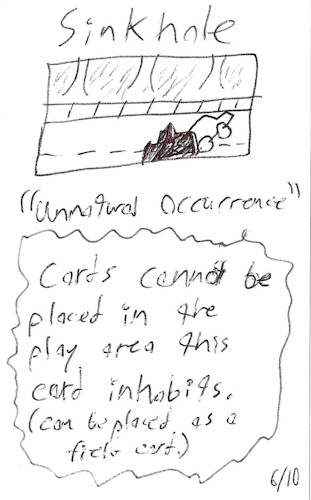 Sinkhole
"Unnatural Occurrence"
Cards cannot be
placed in the
play area this
card inhabits.
(can be placed as a
field card.)
6/10